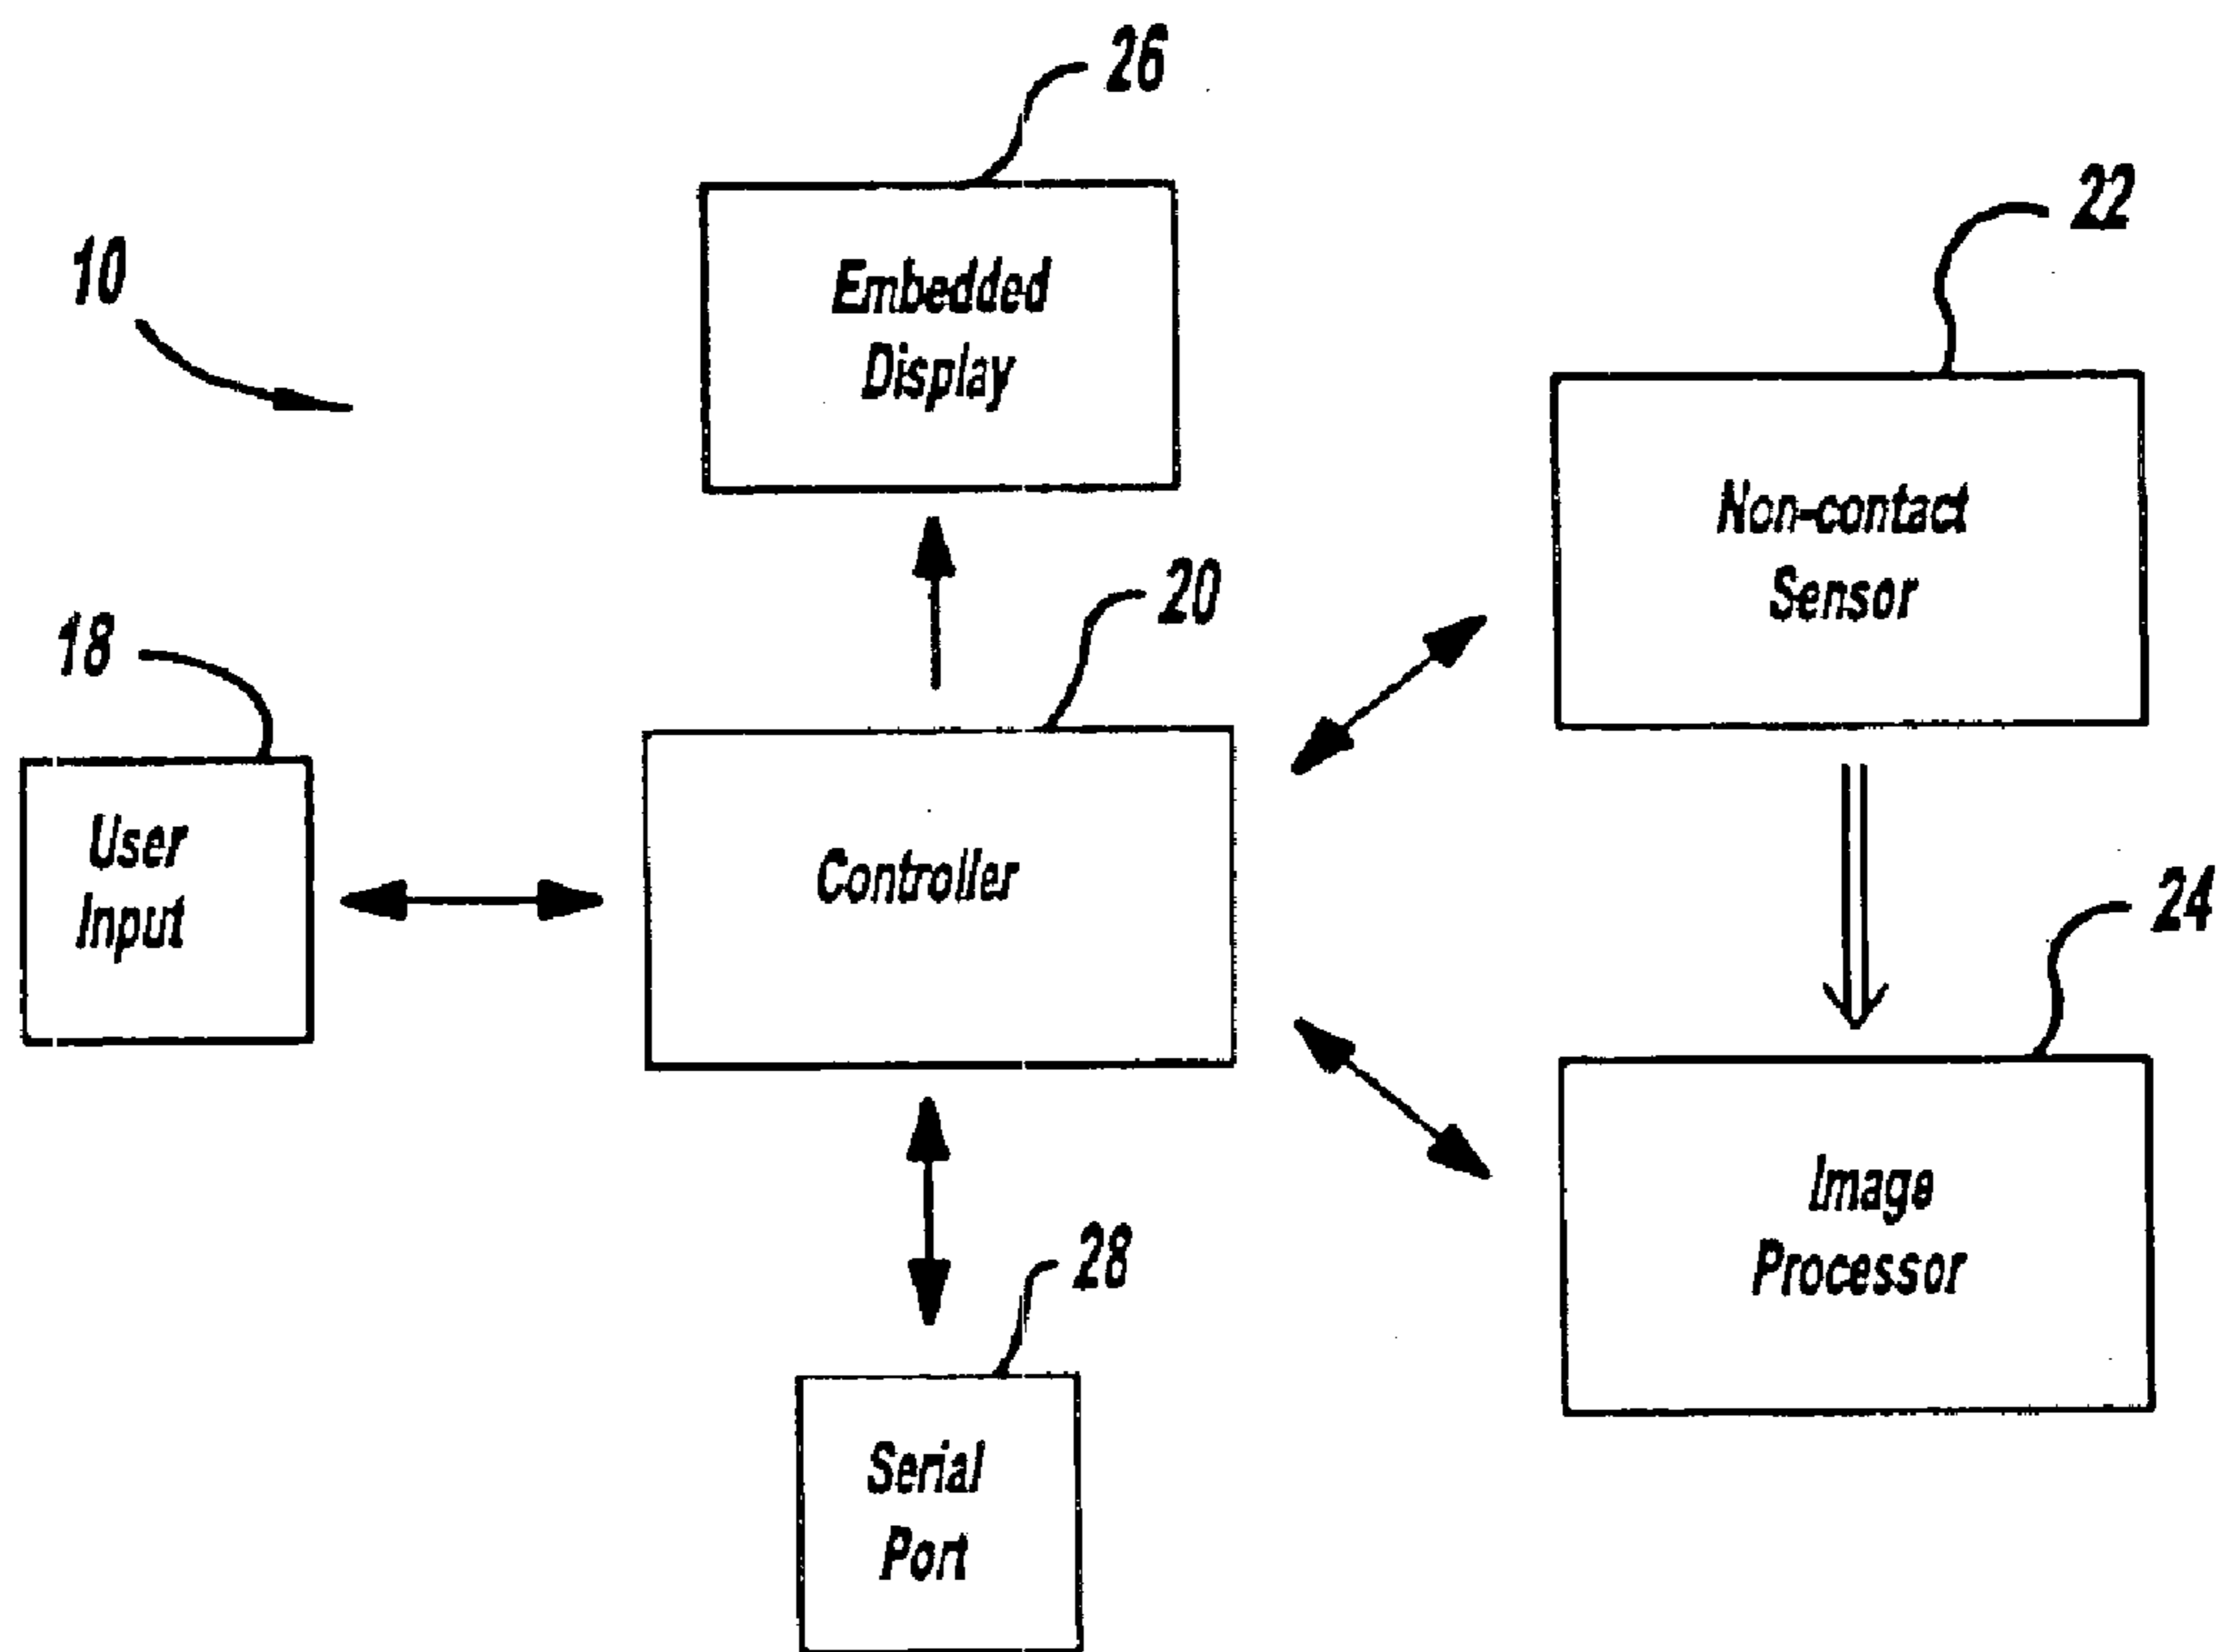 26
Embedded
Display
10
22
Non-contact
Sensor
20
Controller
18
User
Input
24
Image
Processor
28
Serial
Port